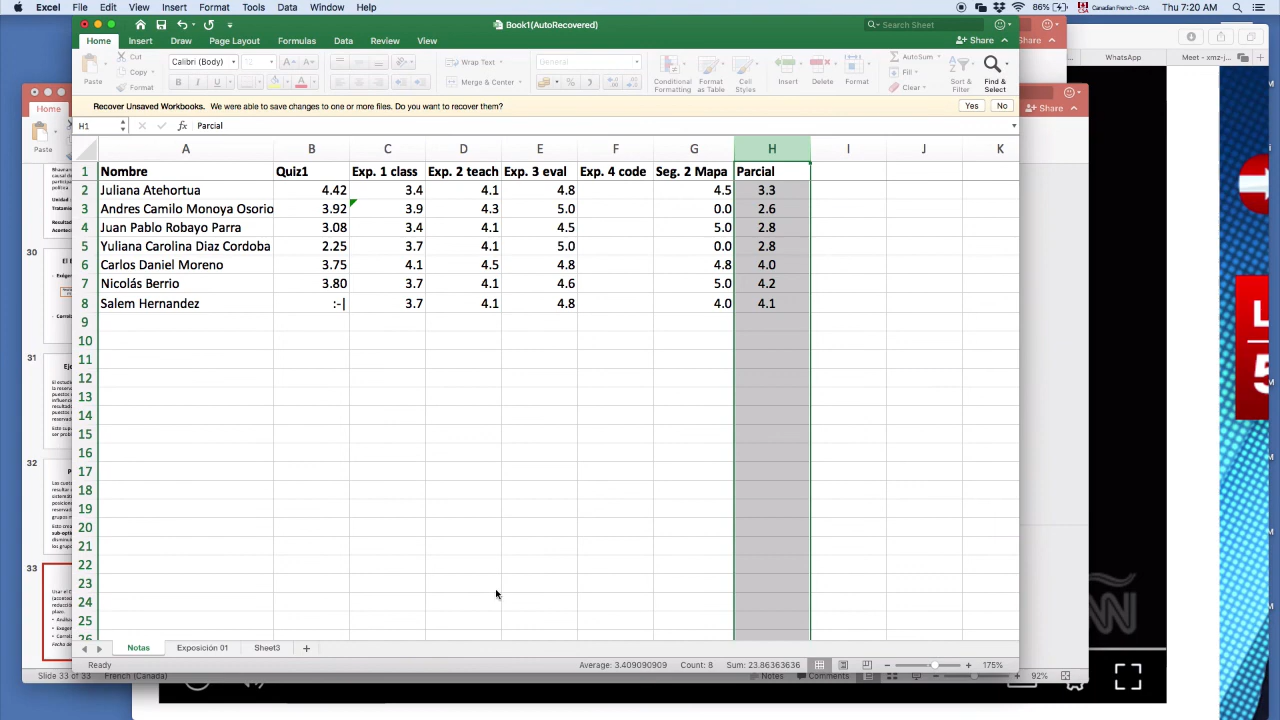 Excel File Edit View Insert Format Tools Data Window Help 86% Canadian French - CSA Thu 7:20 AM
Book1(AutoRecovered)
Search Sheet
Home Insert Draw Page Layout Formulas Data Review View
Share
Share
Paste
Cut
Copy
Format
Calibri (Body)
12
Wrap Text
Merge & Center
General
Conditional Formatting
Format as Table
Cell Styles
Insert
Delete
Format
AutoSum
Fill
Clear
Sort & Filter
Find & Select
WhatsApp
Meet - xmz-j...
Home
Paste
Share
Recover Unsaved Workbooks. We were able to save changes to one or more files. Do you want to recover them? Yes No
H1 fx Parcial
A B C D E F G H I J K
1 Nombre Quiz1 Exp. 1 class Exp. 2 teach Exp. 3 eval Exp. 4 code Seg. 2 Mapa Parcial
2 Juliana Atehortua 4.42 3.4 4.1 4.8 4.5 3.3
3 Andres Camilo Monoya Osorio 3.92 3.9 4.3 5.0 0.0 2.6
4 Juan Pablo Robayo Parra 3.08 3.4 4.1 4.5 5.0 2.8
5 Yuliana Carolina Diaz Cordoba 2.25 3.7 4.1 5.0 0.0 2.8
6 Carlos Daniel Moreno 3.75 4.1 4.5 4.8 4.8 4.0
7 Nicolás Berrio 3.80 3.7 4.1 4.6 5.0 4.2
8 Salem Hernandez :-| 3.7 4.1 4.8 4.0 4.1
9
10
11
12
13
14
15
16
17
18
19
20
21
22
23
24
25
26
30
31
32
33
Notas Exposición 01 Sheet3
Ready Average: 3.409090909 Count: 8 Sum: 23.86363636 175%
Slide 33 of 33 French (Canada) Notes Comments 92%